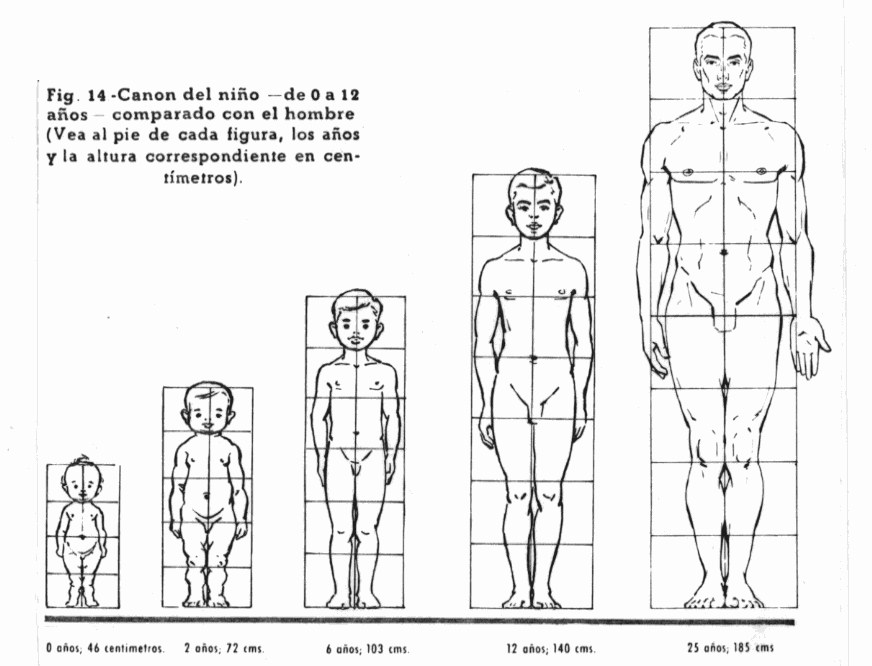 Fig. 14 -Canon del niño —de 0 a 12
años — comparado con el hombre
(Vea al pie de cada figura, los años
y la altura correspondiente en cen-
tímetros).
0 años; 46 centimetros. 2 años; 72 cms. 6 años; 103 cms. 12 años; 140 cms. 25 años; 185 cms